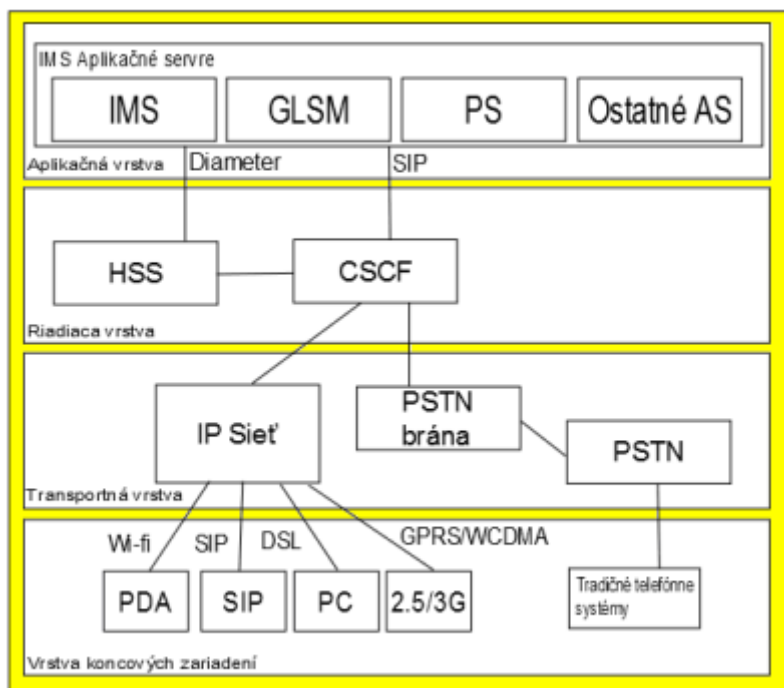 IMS Aplikačné servre
IMS
GLSM
PS
Ostatné AS
Aplikačná vrstva
Diameter
SIP
HSS
CSCF
Riadiaca vrstva
IP Sieť
PSTN
brána
PSTN
Transportná vrstva
Wi-fi
SIP
DSL
GPRS/WCDMA
PDA
SIP
PC
2.5/3G
Tradičné telefónne
systémy
Vrstva koncových zariadení